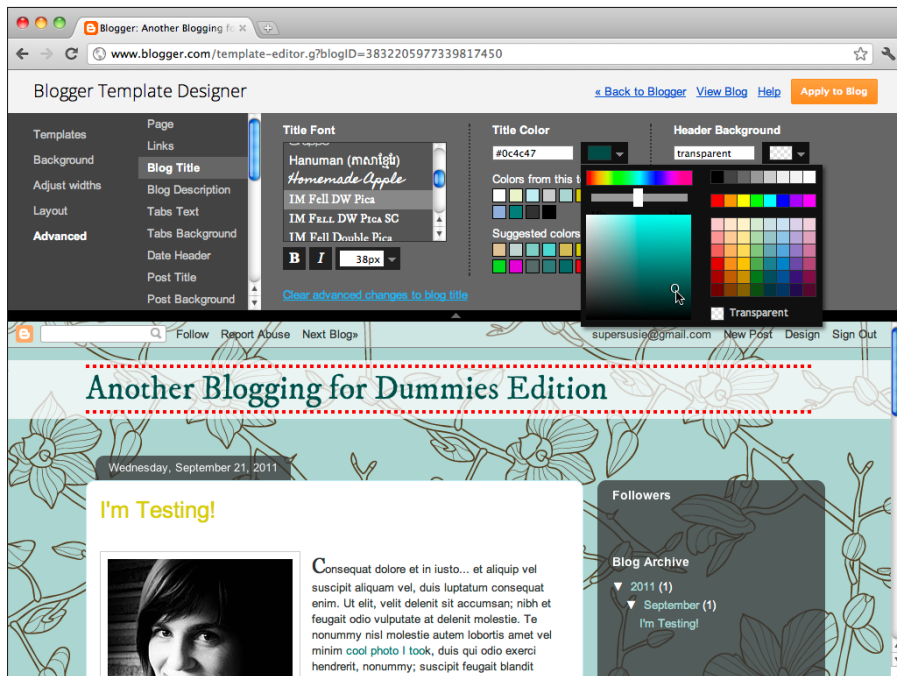 Blogger: Another Blogging fo
www.blogger.com/template-editor.g?blogID=3832205977339817450
Blogger Template Designer
« Back to Blogger View Blog Help Apply to Blog
Templates
Background
Adjust widths
Layout
Advanced
Page
Links
Blog Title
Blog Description
Tabs Text
Tabs Background
Date Header
Post Title
Post Background
Title Font
Hanuman (ភាសាខ្មែរ)
Homemade Apple
IM Fell DW Pica
IM Fell DW Pica SC
IM Fell Double Pica
B I 38px
Clear advanced changes to blog title
Title Color
#0c4c47
Colors from this t
Suggested colors
Header Background
transparent
Transparent
Follow Report Abuse Next Blog»
supersusie@gmail.com New Post Design Sign Out
Another Blogging for Dummies Edition
Wednesday, September 21, 2011
I'm Testing!
Consequat dolore et in iusto... et aliquip vel
suscipit aliquam vel, duis luptatum consequat
enim. Ut elit, velit delenit sit accumsan; nibh et
feugait odio vulputate at delenit molestie. Te
nonummy nisl molestie autem lobortis amet vel
minim cool photo I took, duis qui odio exerci
hendrerit, nonummy; suscipit feugait blandit
Followers
Blog Archive
▼ 2011 (1)
▼ September (1)
I'm Testing!